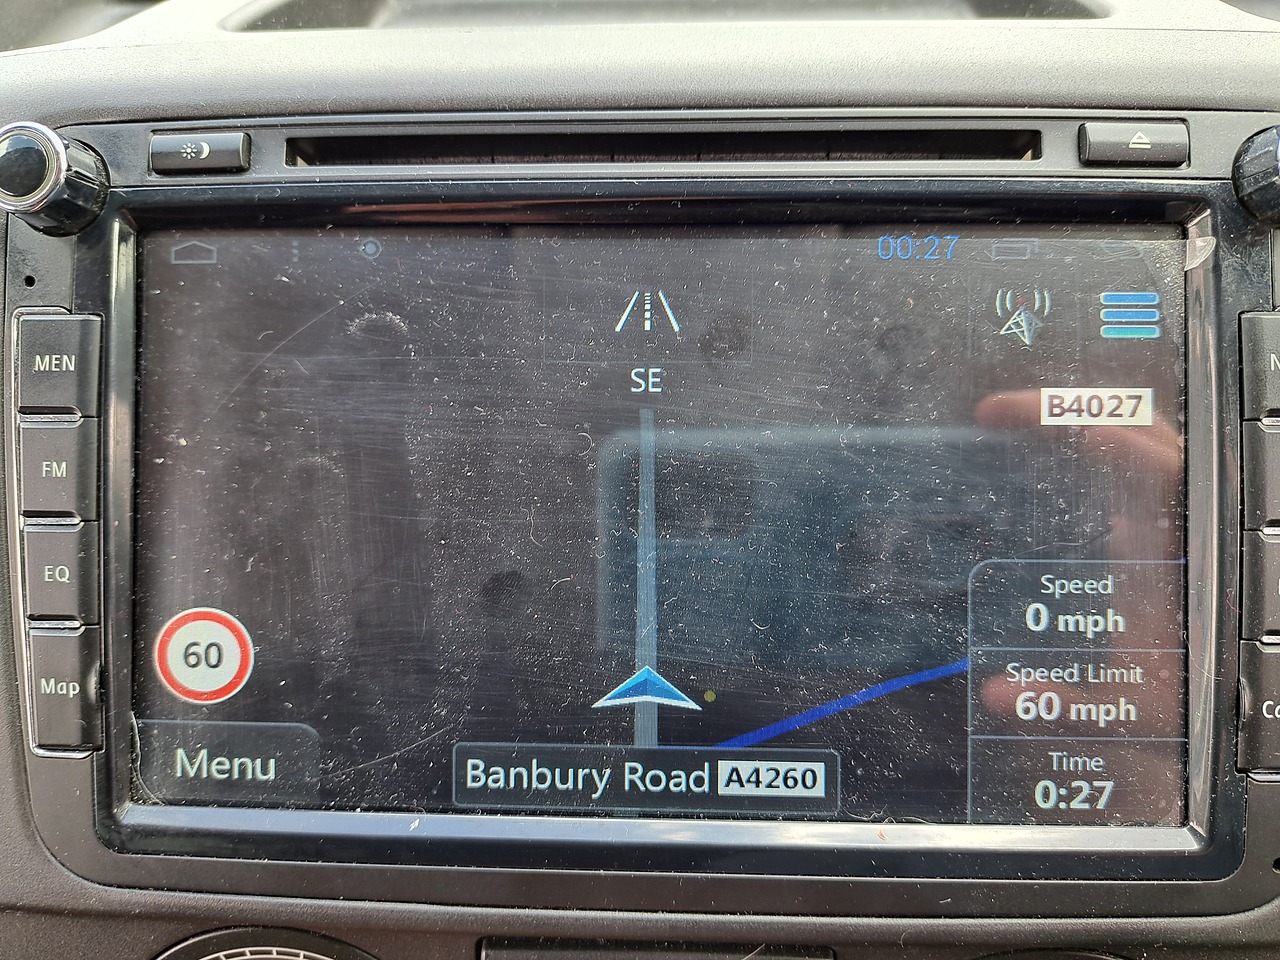 00:27
SE
B4027
MEN
FM
EQ
Map
60
Speed
0 mph
Speed Limit
60 mph
Time
0:27
Menu
Banbury Road A4260